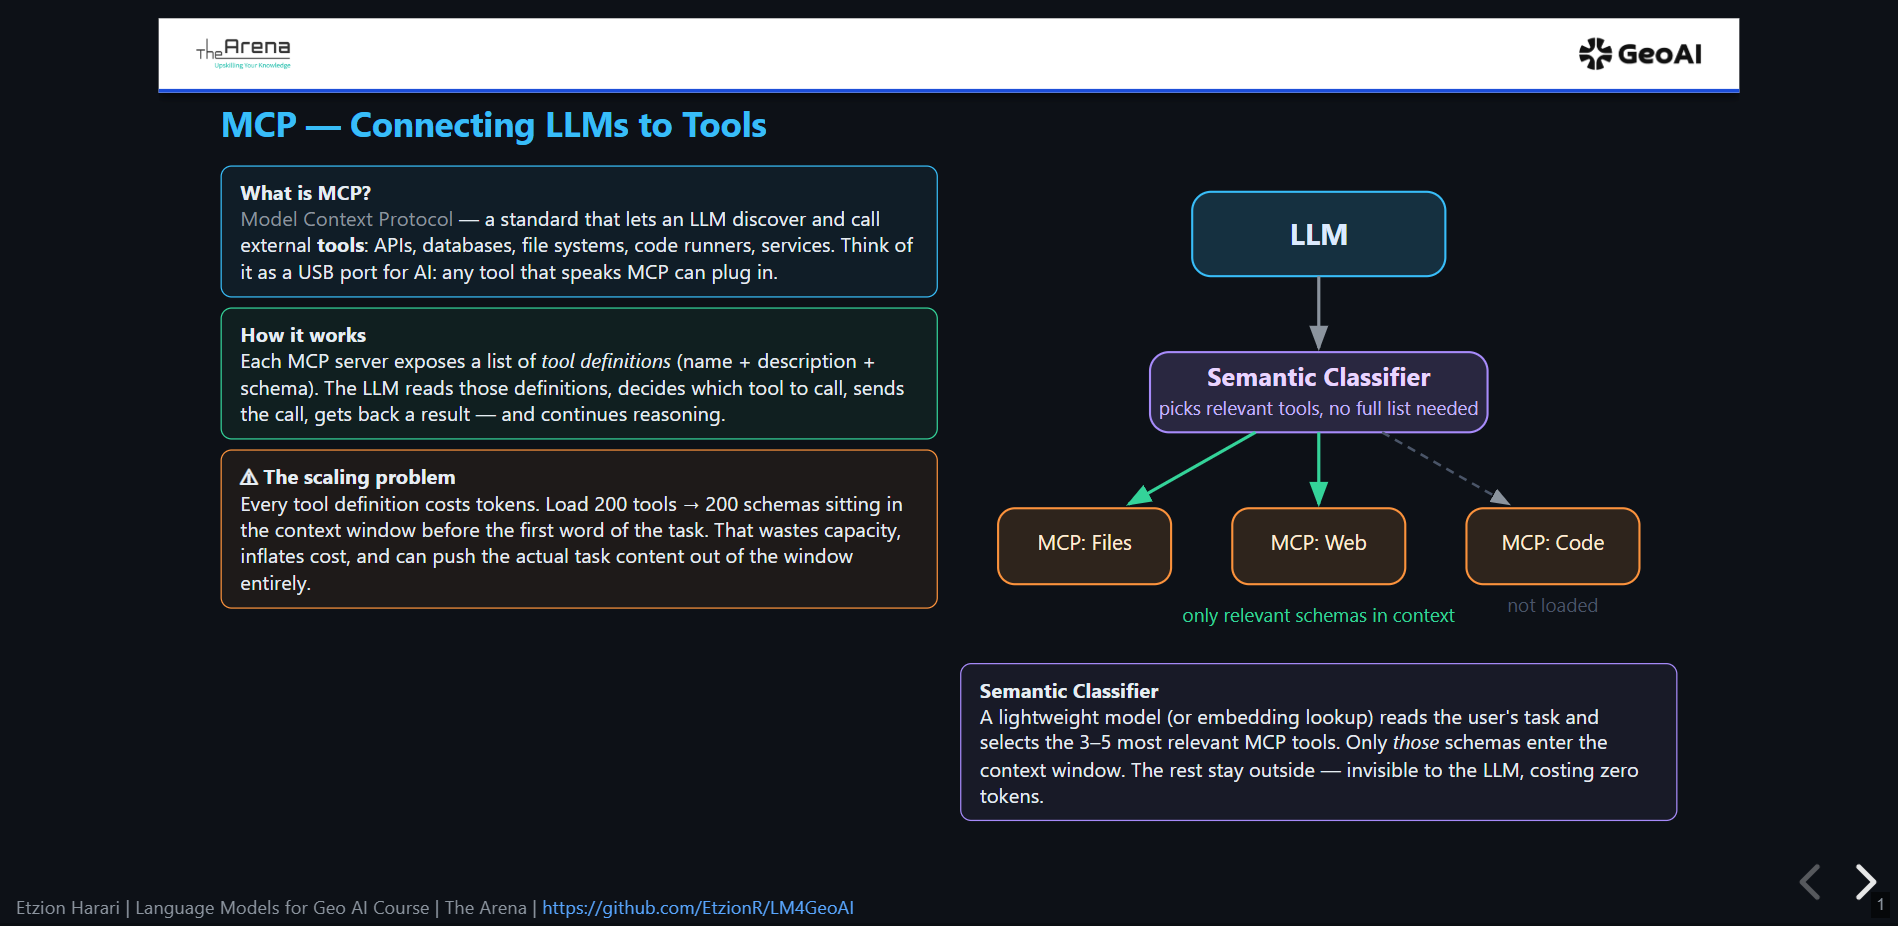 The Arena
Upskilling Your Knowledge
GeoAI
MCP — Connecting LLMs to Tools
What is MCP?
Model Context Protocol — a standard that lets an LLM discover and call
external tools: APIs, databases, file systems, code runners, services. Think of
it as a USB port for AI: any tool that speaks MCP can plug in.
How it works
Each MCP server exposes a list of tool definitions (name + description +
schema). The LLM reads those definitions, decides which tool to call, sends
the call, gets back a result — and continues reasoning.
⚠ The scaling problem
Every tool definition costs tokens. Load 200 tools → 200 schemas sitting in
the context window before the first word of the task. That wastes capacity,
inflates cost, and can push the actual task content out of the window
entirely.
LLM
Semantic Classifier
picks relevant tools, no full list needed
MCP: Files
MCP: Web
MCP: Code
only relevant schemas in context
not loaded
Semantic Classifier
A lightweight model (or embedding lookup) reads the user's task and
selects the 3–5 most relevant MCP tools. Only those schemas enter the
context window. The rest stay outside — invisible to the LLM, costing zero
tokens.
Etzion Harari | Language Models for Geo AI Course | The Arena | https://github.com/EtzionR/LM4GeoAI
1